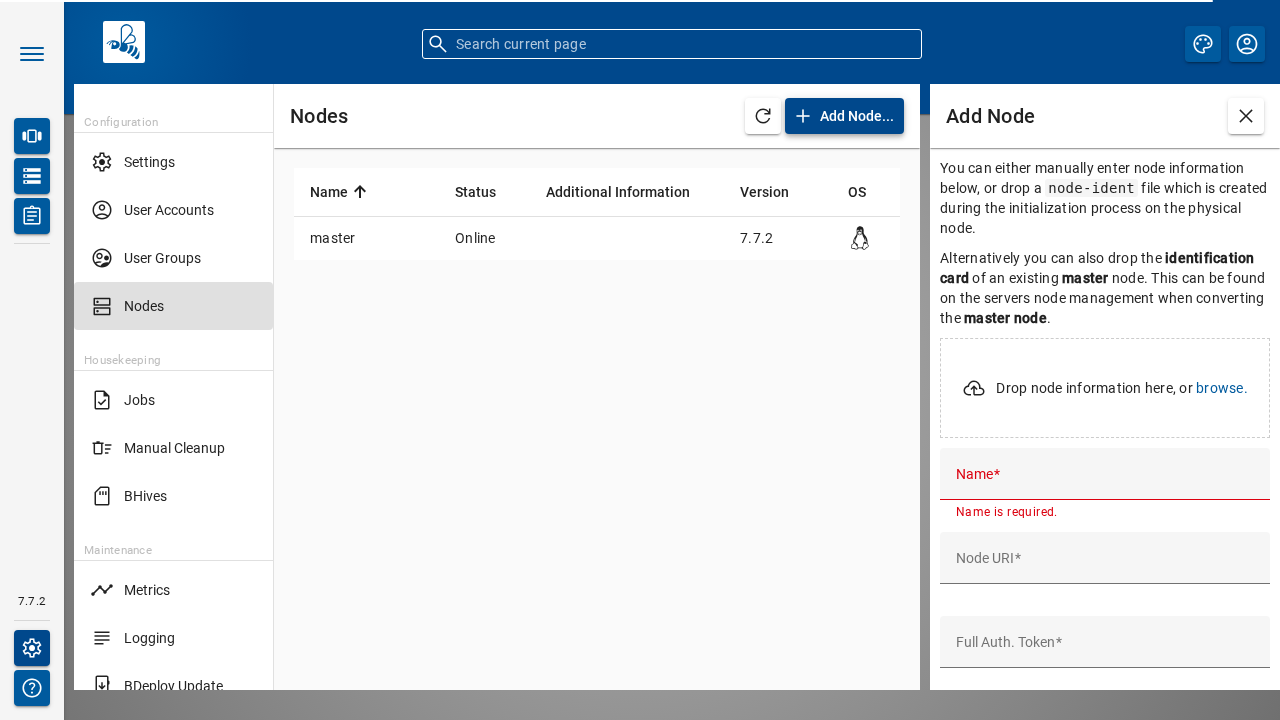 Search current page
Configuration
Settings
User Accounts
User Groups
Nodes
Housekeeping
Jobs
Manual Cleanup
BHives
Maintenance
Metrics
Logging
BDeploy Update
7.7.2
Nodes
Add Node...
Name Status Additional Information Version OS
master Online 7.7.2
Add Node
You can either manually enter node information
below, or drop a node-ident file which is created
during the initialization process on the physical
node.
Alternatively you can also drop the identification
card of an existing master node. This can be found
on the servers node management when converting
the master node.
Drop node information here, or browse.
Name*
Name is required.
Node URI*
Full Auth. Token*